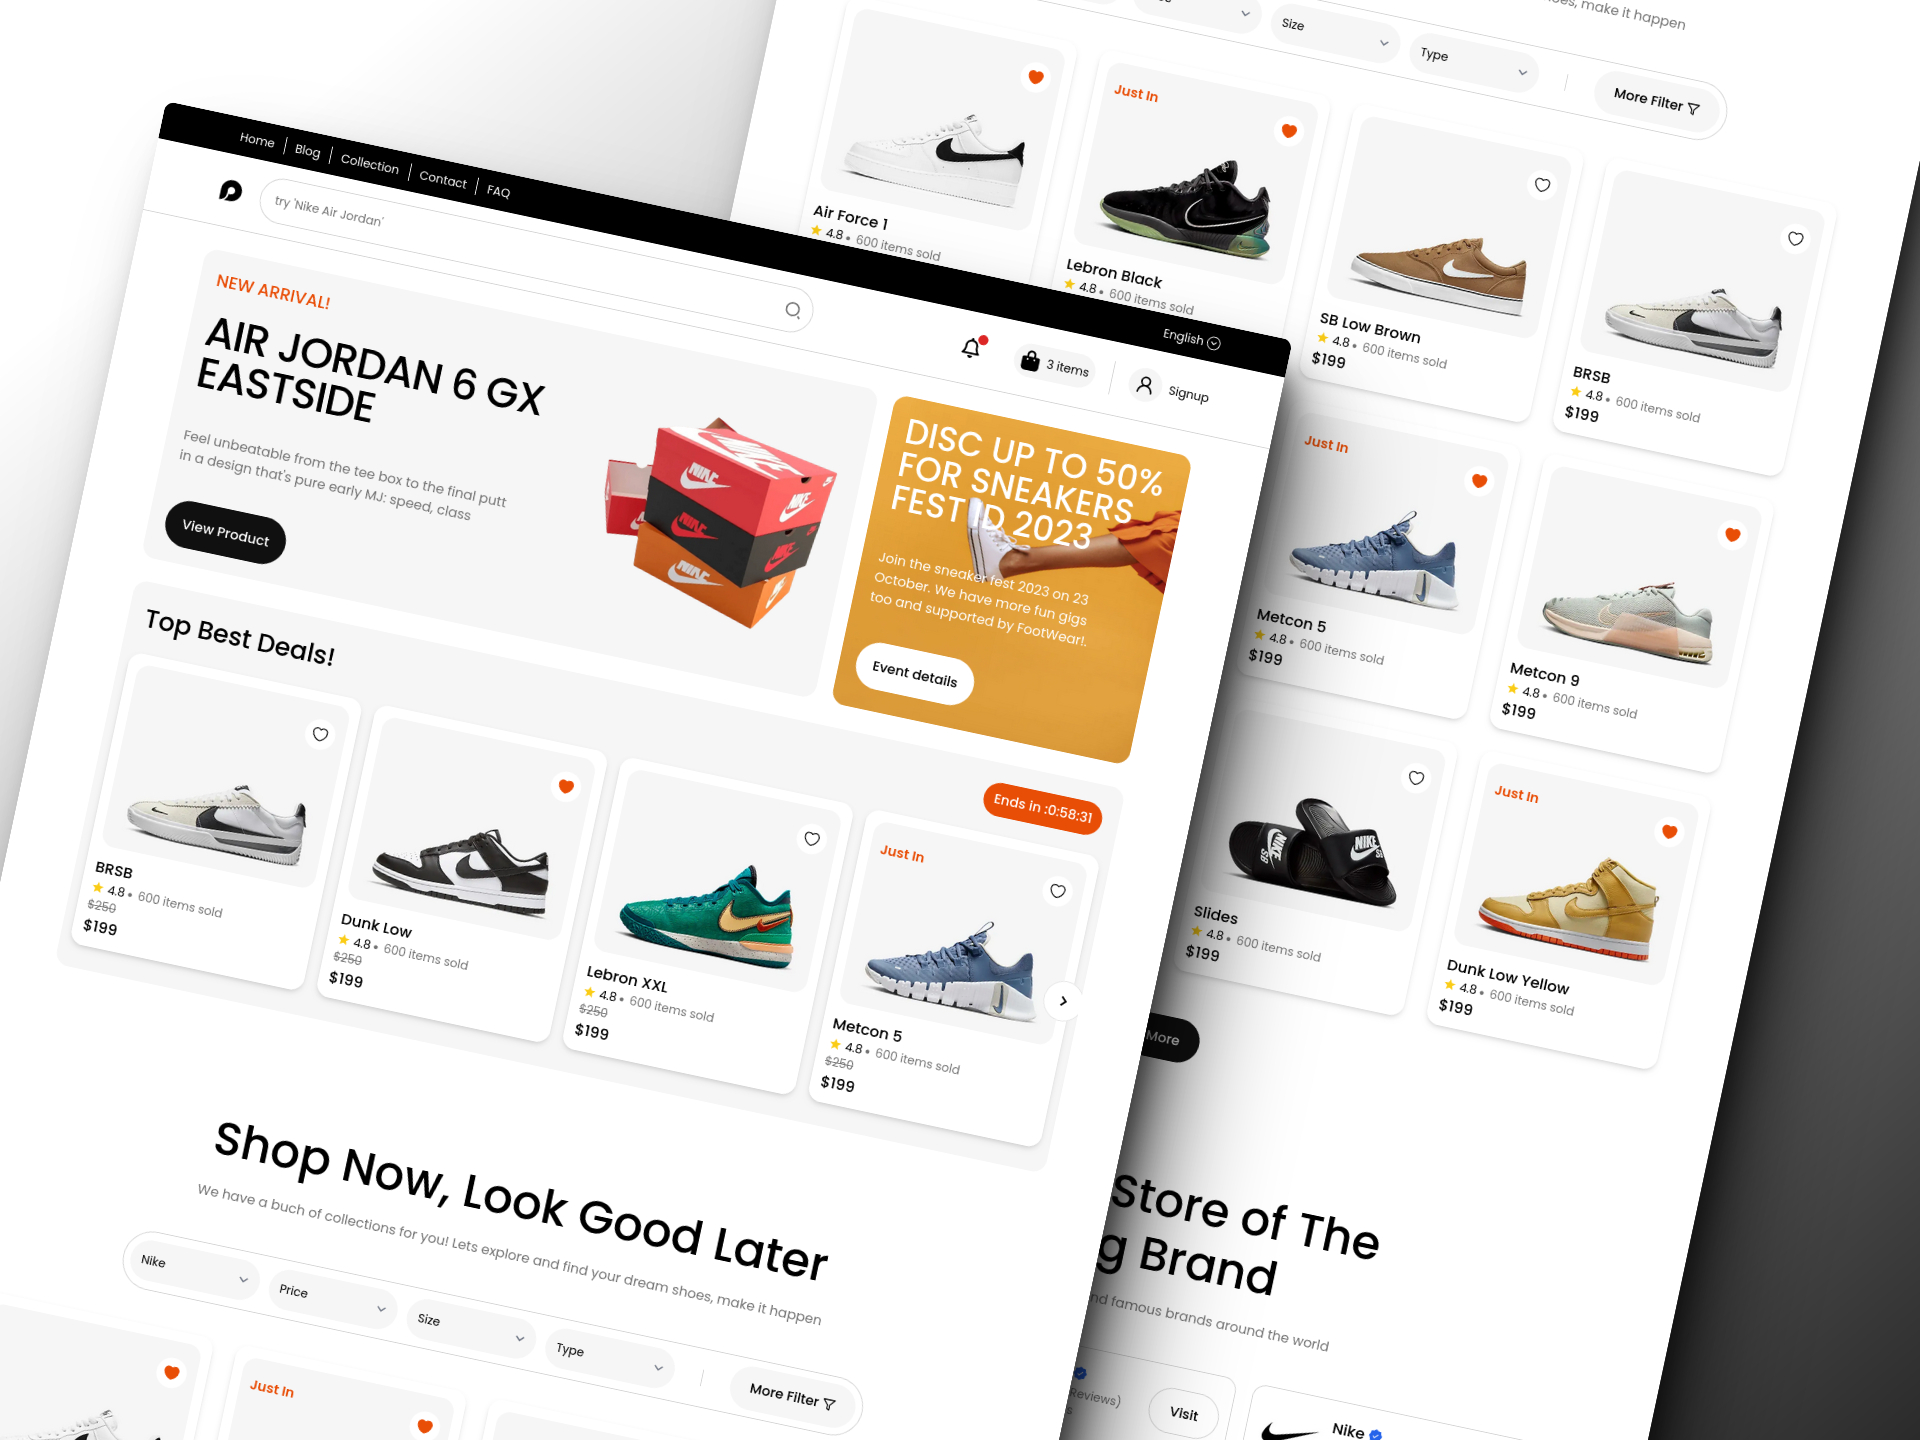 Home
Blog
Collection
Contact
FAQ
English
try 'Nike Air Jordan'
3 items
Signup
NEW ARRIVAL!
AIR JORDAN 6 GX
EASTSIDE
Feel unbeatable from the tee box to the final putt
in a design that's pure early MJ: speed, class
View Product
DISC UP TO 50%
FOR SNEAKERS
FEST ID 2023
Join the sneaker fest 2023 on 23
October. We have more fun gigs
too and supported by FootWear!.
Event details
Top Best Deals!
Ends in :0:58:31
BRSB
4.8 • 600 items sold
$250
$199
Dunk Low
4.8 • 600 items sold
$250
$199
Lebron XXL
4.8 • 600 items sold
$250
$199
Just In
Metcon 5
4.8 • 600 items sold
$250
$199
Shop Now, Look Good Later
We have a buch of collections for you! Lets explore and find your dream shoes, make it happen
Nike
Price
Size
Type
More Filter
Just In
make it happen
Size
Type
More Filter
Air Force 1
4.8 • 600 items sold
Just In
Lebron Black
4.8 • 600 items sold
SB Low Brown
4.8 • 600 items sold
$199
BRSB
4.8 • 600 items sold
$199
Just In
Metcon 5
4.8 • 600 items sold
$199
Metcon 9
4.8 • 600 items sold
$199
NIKE
SB
NIKE
Slides
4.8 • 600 items sold
$199
Just In
Dunk Low Yellow
4.8 • 600 items sold
$199
More
Store of The
g Brand
nd famous brands around the world
Reviews)
Visit
Nike